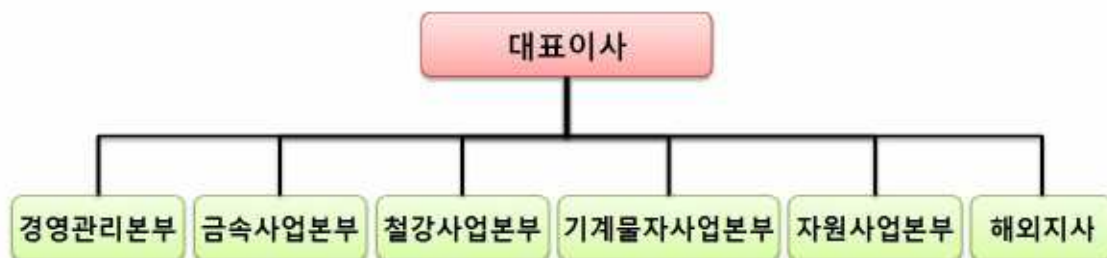 대표이사
경영관리본부
금속사업본부
철강사업본부
기계물자사업본부
자원사업본부
해외지사